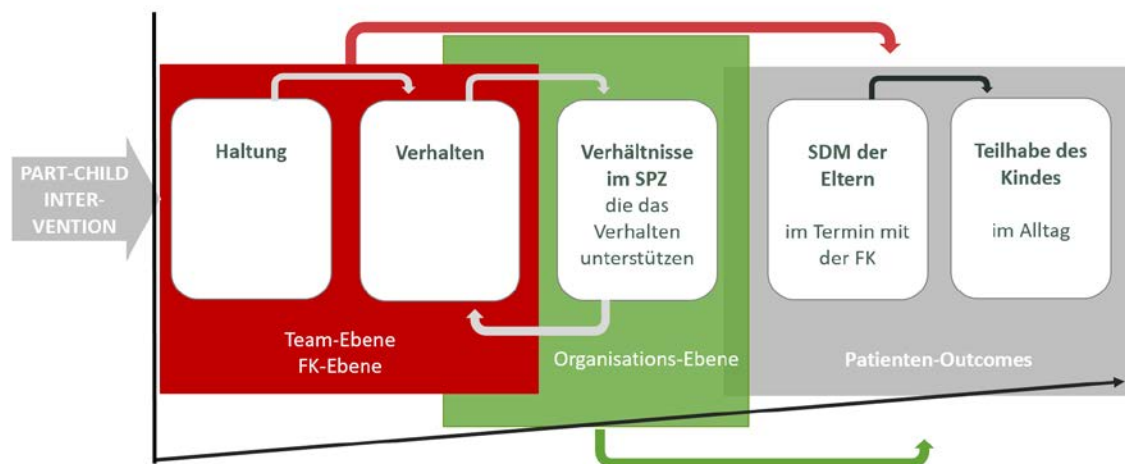 PART-CHILD
INTER-
VENTION
Haltung
Verhalten
Verhältnisse
im SPZ
die das
Verhalten
unterstützen
SDM der
Eltern
im Termin mit
der FK
Teilhabe des
Kindes
im Alltag
Team-Ebene
FK-Ebene
Organisations-Ebene
Patienten-Outcomes